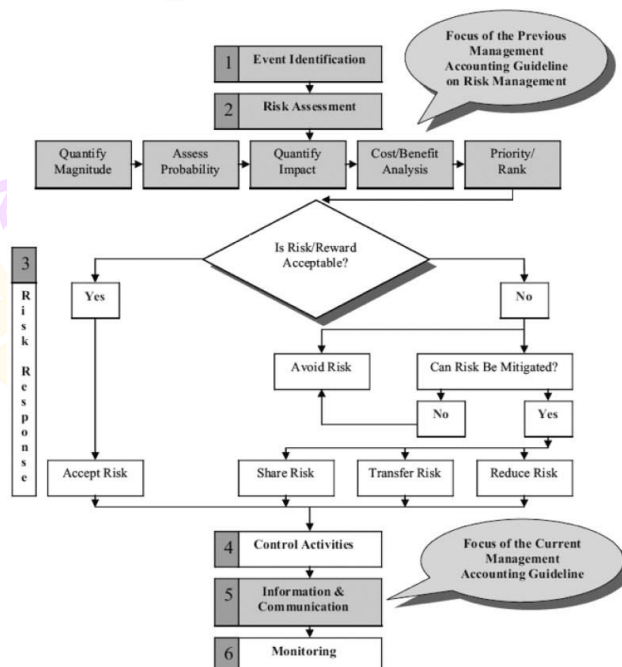 Focus of the Previous
Management
Accounting Guideline
on Risk Management
1
Event Identification
2
Risk Assessment
Quantify
Magnitude
Assess
Probability
Quantify
Impact
Cost/Benefit
Analysis
Priority/
Rank
Is Risk/Reward
Acceptable?
3
Risk Response
Yes
No
Avoid Risk
Can Risk Be Mitigated?
No
Yes
Accept Risk
Share Risk
Transfer Risk
Reduce Risk
4
Control Activities
Focus of the Current
Management
Accounting Guideline
5
Information &
Communication
6
Monitoring